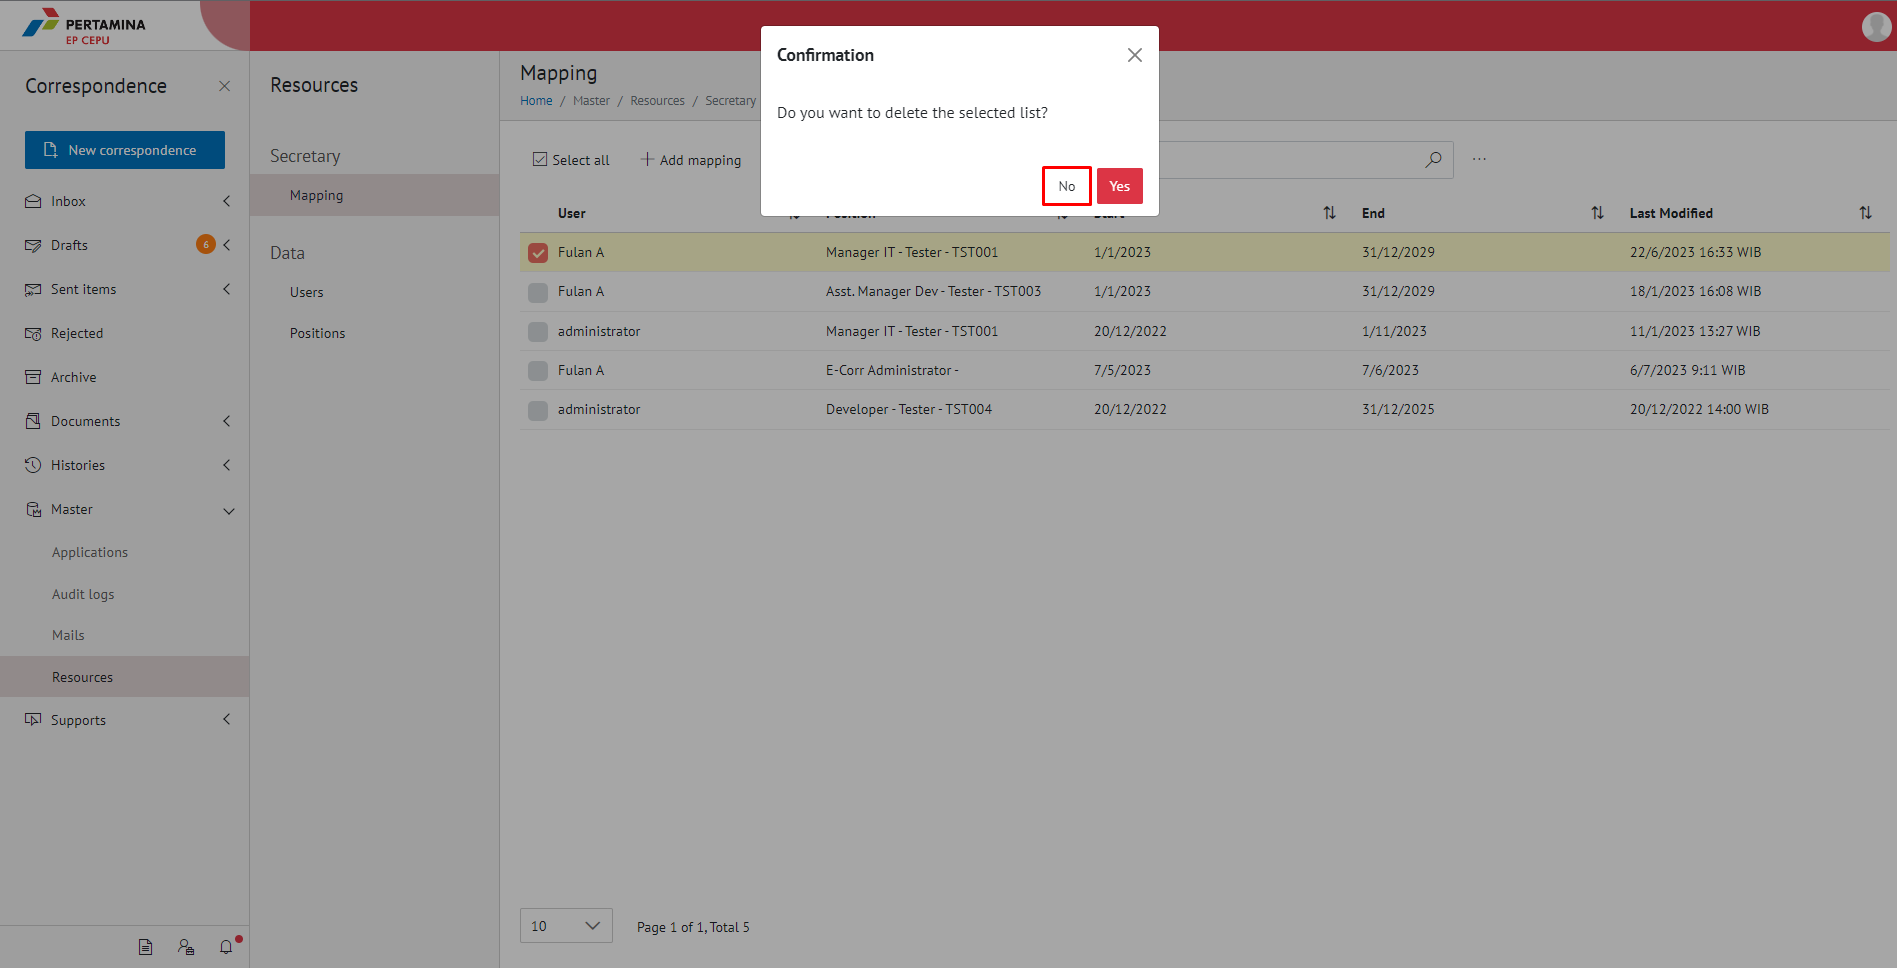 PERTAMINA
EP CEPU
Correspondence
New correspondence
Inbox
Drafts
6
Sent items
Rejected
Archive
Documents
Histories
Master
Applications
Audit logs
Mails
Resources
Supports
Resources
Secretary
Mapping
Data
Users
Positions
Mapping
Home / Master / Resources / Secretary
Confirmation
Do you want to delete the selected list?
No
Yes
Select all
Add mapping
...
User Position Start End Last Modified
Fulan A Manager IT - Tester - TST001 1/1/2023 31/12/2029 22/6/2023 16:33 WIB
Fulan A Asst. Manager Dev - Tester - TST003 1/1/2023 31/12/2029 18/1/2023 16:08 WIB
administrator Manager IT - Tester - TST001 20/12/2022 1/11/2023 11/1/2023 13:27 WIB
Fulan A E-Corr Administrator - 7/5/2023 7/6/2023 6/7/2023 9:11 WIB
administrator Developer - Tester - TST004 20/12/2022 31/12/2025 20/12/2022 14:00 WIB
10
Page 1 of 1, Total 5